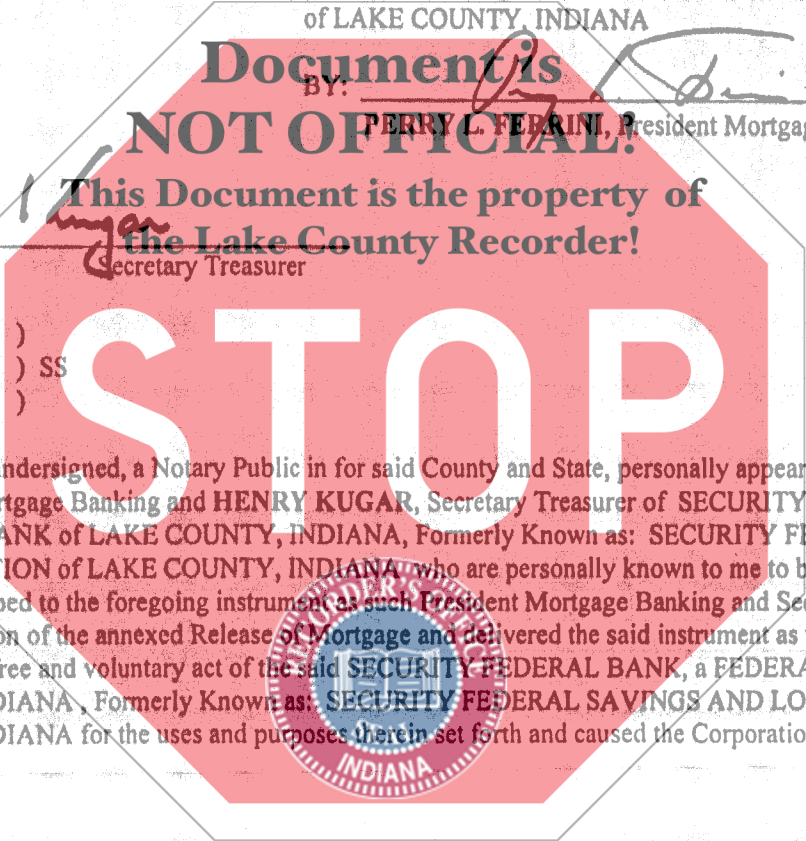 of LAKE COUNTY, INDIANA
Document is
BY:
NOT OFFICIAL!
PERRY L. FERRINI, President Mortgag
This Document is the property of
the Lake County Recorder!
Secretary Treasurer
)
) SS
)
STOP
undersigned, a Notary Public in for said County and State, personally appear
rtgage Banking and HENRY KUGAR, Secretary Treasurer of SECURITY
ANK of LAKE COUNTY, INDIANA, Formerly Known as: SECURITY FE
ION of LAKE COUNTY, INDIANA, who are personally known to me to b
bed to the foregoing instrument as such President Mortgage Banking and Se
on of the annexed Release of Mortgage and delivered the said instrument as
free and voluntary act of the said SECURITY FEDERAL BANK, a FEDERA
DIANA, Formerly Known as: SECURITY FEDERAL SAVINGS AND LO
DIANA for the uses and purposes therein set forth and caused the Corporatio
INDIANA